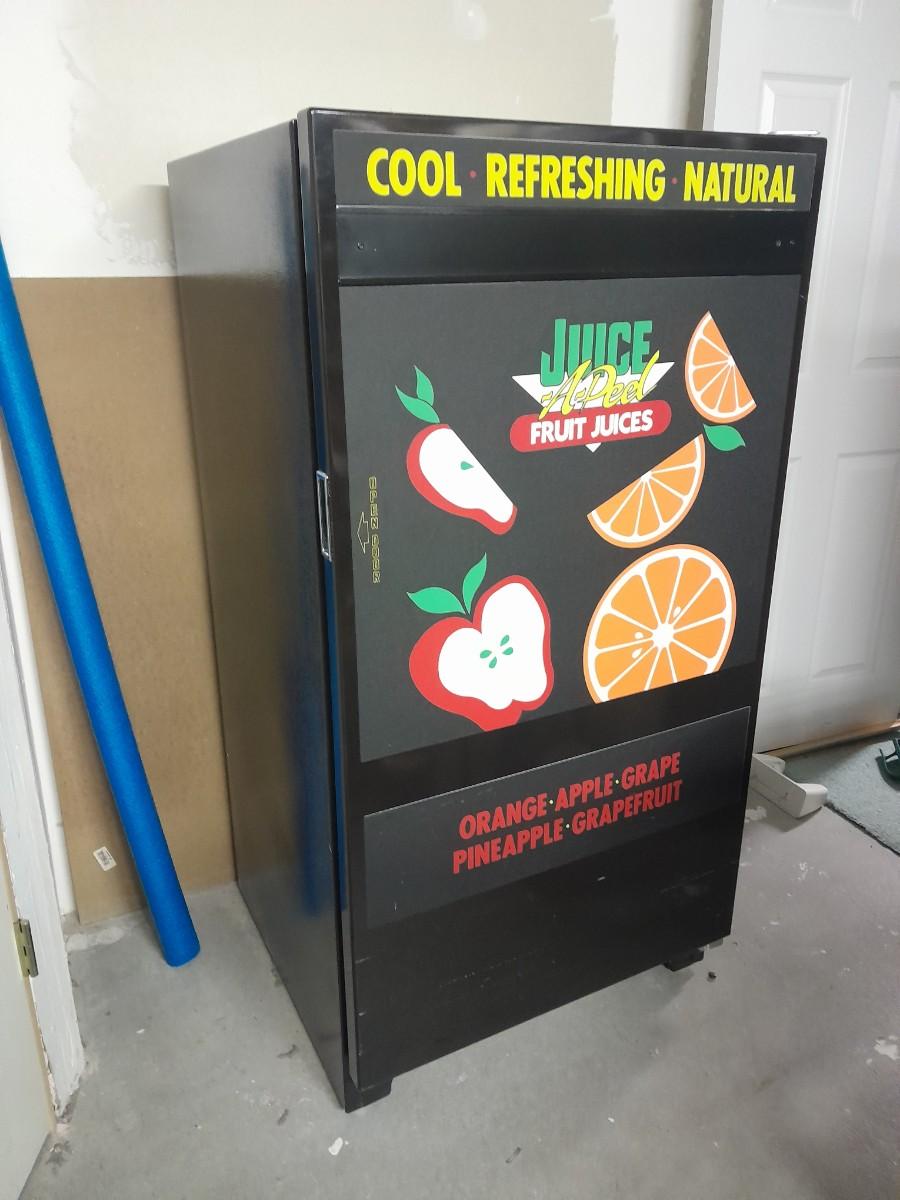 COOL · REFRESHING · NATURAL
JUICE
-A-Peel
FRUIT JUICES
OPEN DOOR
ORANGE·APPLE·GRAPE
PINEAPPLE·GRAPEFRUIT